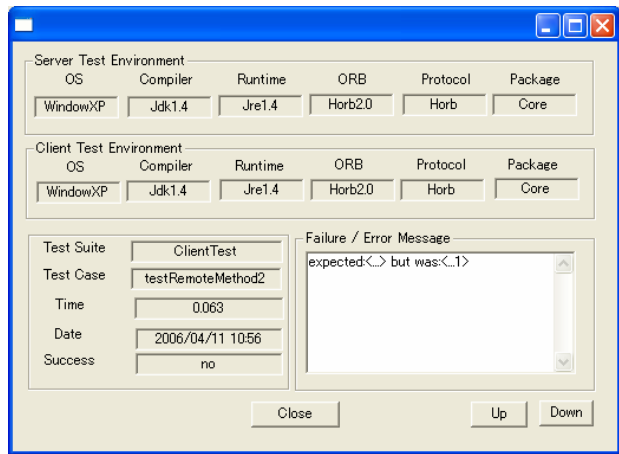 Server Test Environment
OS Compiler Runtime ORB Protocol Package
WindowXP Jdk1.4 Jre1.4 Horb2.0 Horb Core
Client Test Environment
OS Compiler Runtime ORB Protocol Package
WindowXP Jdk1.4 Jre1.4 Horb2.0 Horb Core
Test Suite ClientTest
Test Case testRemoteMethod2
Time 0.063
Date 2006/04/11 10:56
Success no
Failure / Error Message
expected:<...> but was:<...1>
Close Up Down